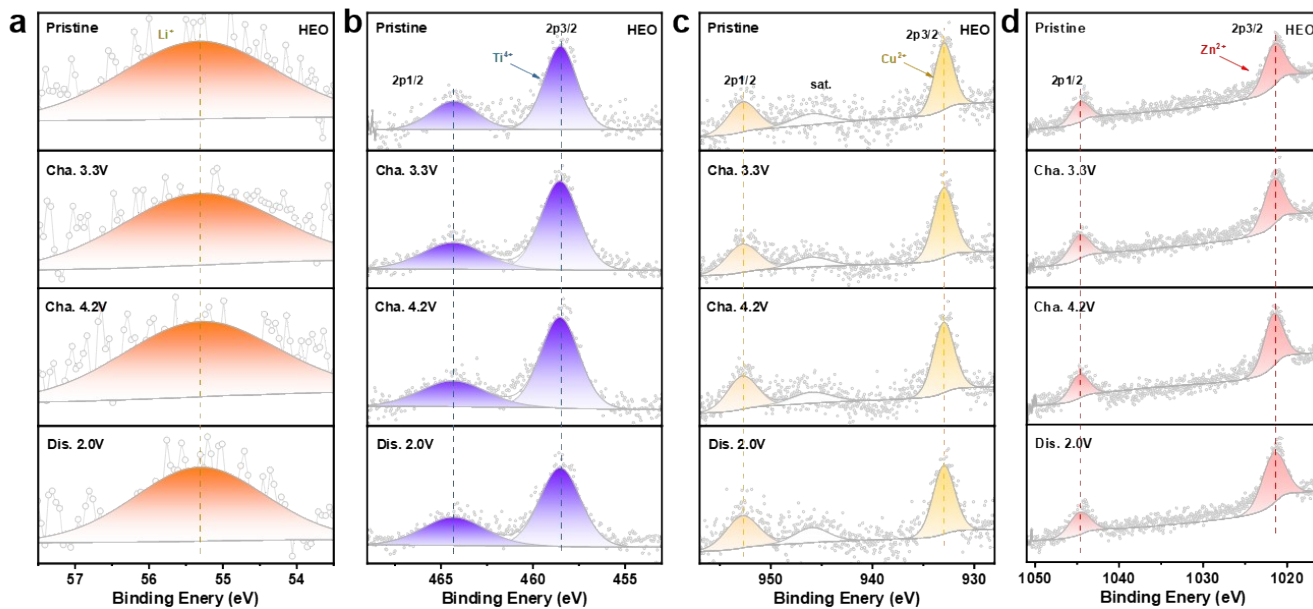 a
Pristine
HEO
Li⁺
Cha. 3.3V
Cha. 4.2V
Dis. 2.0V
57 56 55 54
Binding Enery (eV)
b
Pristine
2p3/2
HEO
Ti⁴⁺
2p1/2
Cha. 3.3V
Cha. 4.2V
Dis. 2.0V
465 460 455
Binding Enery (eV)
c
Pristine
HEO
2p3/2
Cu²⁺
2p1/2
sat.
Cha. 3.3V
Cha. 4.2V
Dis. 2.0V
950 940 930
Binding Enery (eV)
d
Pristine
2p3/2
HEO
Zn²⁺
2p1/2
Cha. 3.3V
Cha. 4.2V
Dis. 2.0V
1050 1040 1030 1020
Binding Enery (eV)